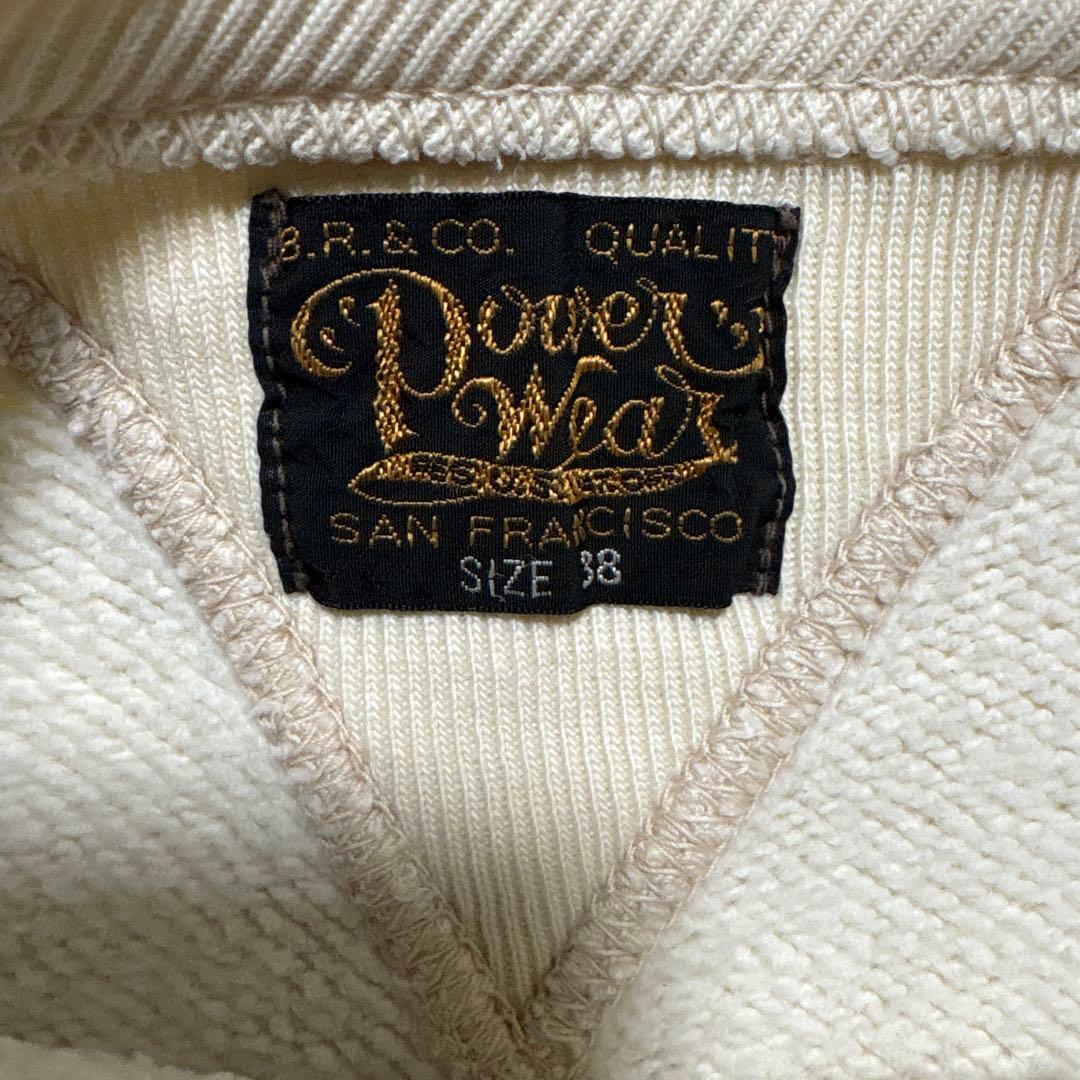 B.R. & CO. QUALITY
"Power"
Wear
SAN FRANCISCO
SIZE 38